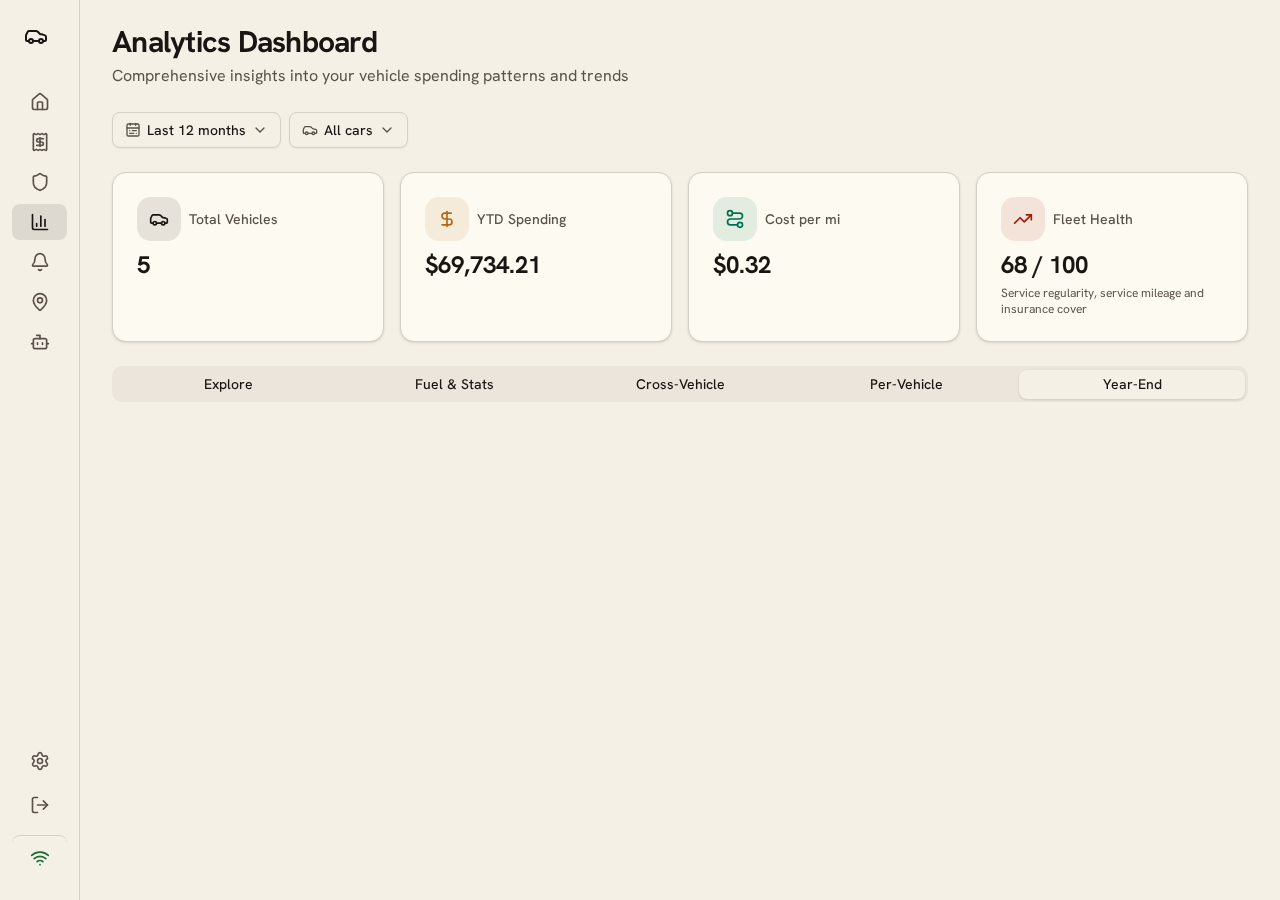 Analytics Dashboard
Comprehensive insights into your vehicle spending patterns and trends
Last 12 months
All cars
Total Vehicles
5
YTD Spending
$69,734.21
Cost per mi
$0.32
Fleet Health
68 / 100
Service regularity, service mileage and
insurance cover
Explore
Fuel & Stats
Cross-Vehicle
Per-Vehicle
Year-End